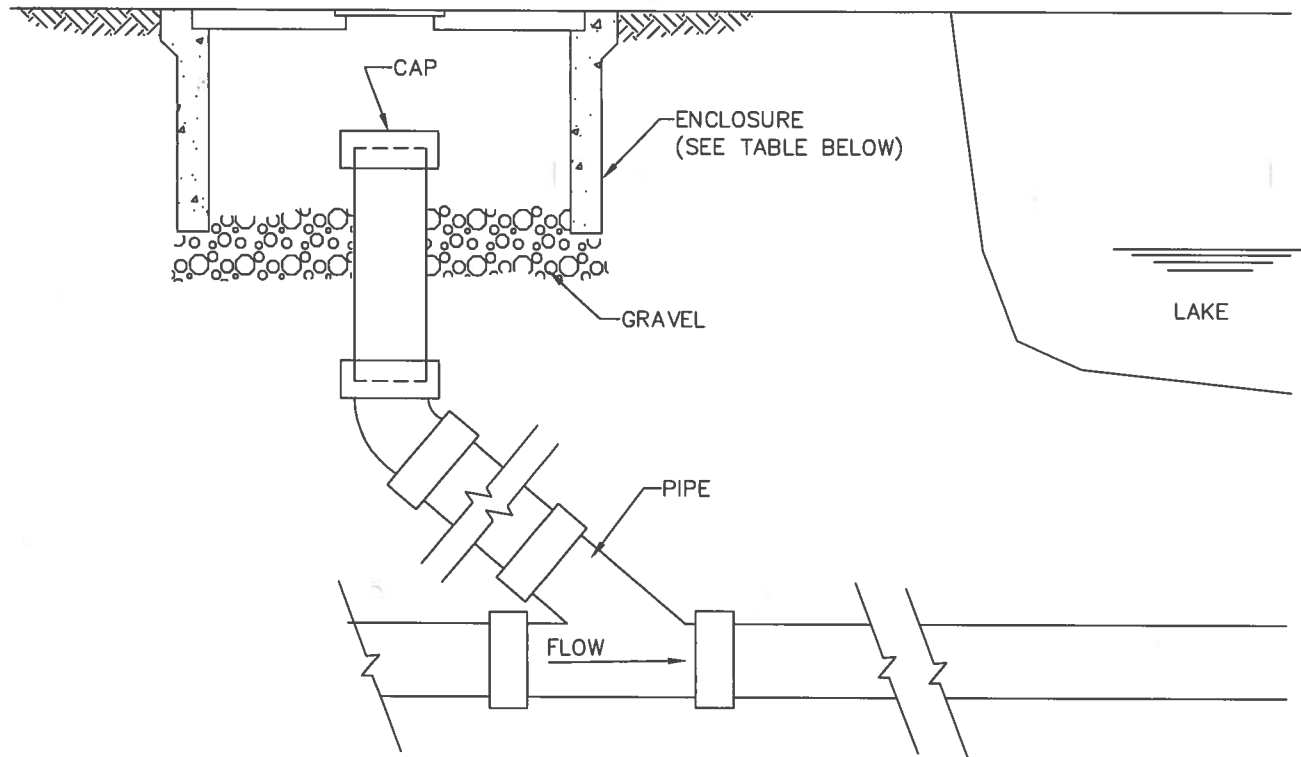 CAP
ENCLOSURE
(SEE TABLE BELOW)
LAKE
GRAVEL
PIPE
FLOW